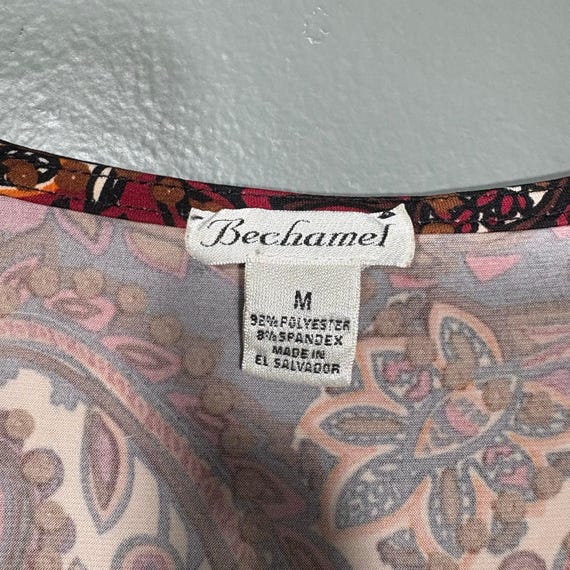 Bechamel
M
92% POLYESTER
8% SPANDEX
MADE IN
EL SALVADOR